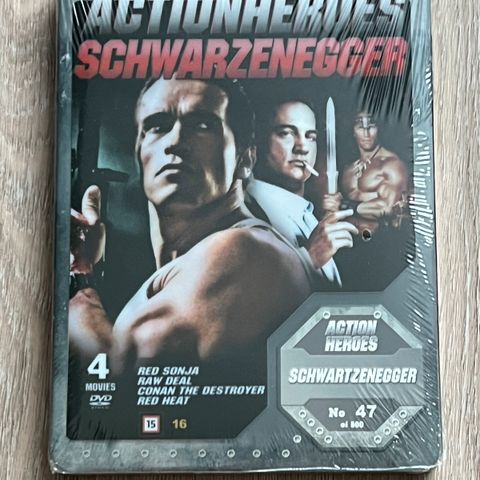 ACTIONHEROES
SCHWARZENEGGER
4
MOVIES
DVD
VIDEO
RED SONJA
RAW DEAL
CONAN THE DESTROYER
RED HEAT
15
16
ACTION
HEROES
SCHWARTZENEGGER
No 47
of 500